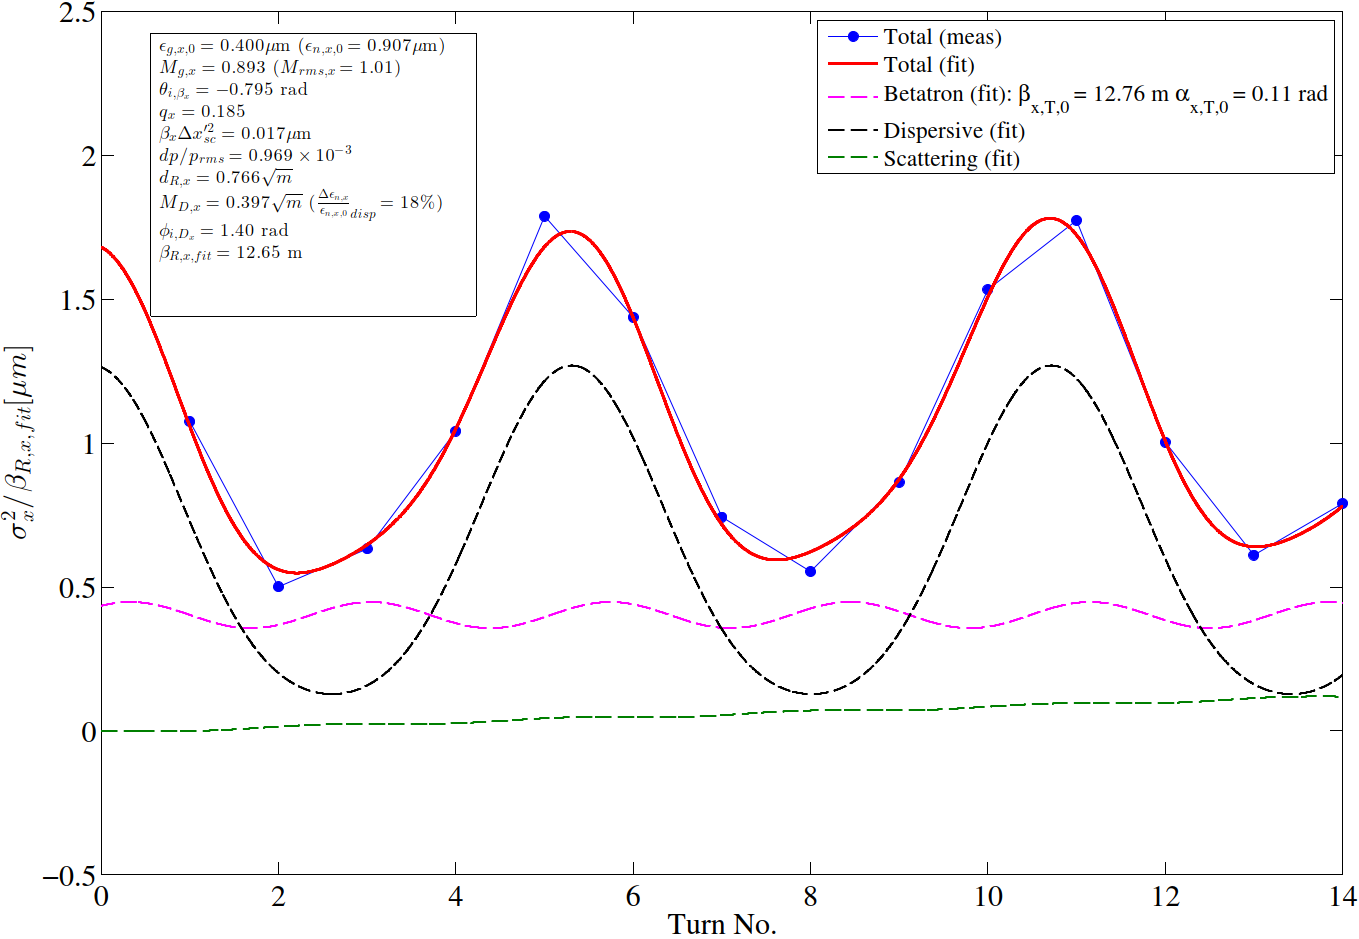 ϵg,x,0 = 0.400μm (ϵn,x,0 = 0.907μm)
Mg,x = 0.893 (Mrms,x = 1.01)
θi,βx = −0.795 rad
qx = 0.185
βxΔx′2sc = 0.017μm
dp/prms = 0.969 × 10−3
dR,x = 0.766√m
MD,x = 0.397√m (Δϵn,x/ϵn,x,0 disp = 18%)
ϕi,Dx = 1.40 rad
βR,x,fit = 12.65 m
Total (meas)
Total (fit)
Betatron (fit): βx,T,0 = 12.76 m αx,T,0 = 0.11 rad
Dispersive (fit)
Scattering (fit)
2.5
2
1.5
1
0.5
0
−0.5
σ2x/βR,x,fit[μm]
0 2 4 6 8 10 12 14
Turn No.